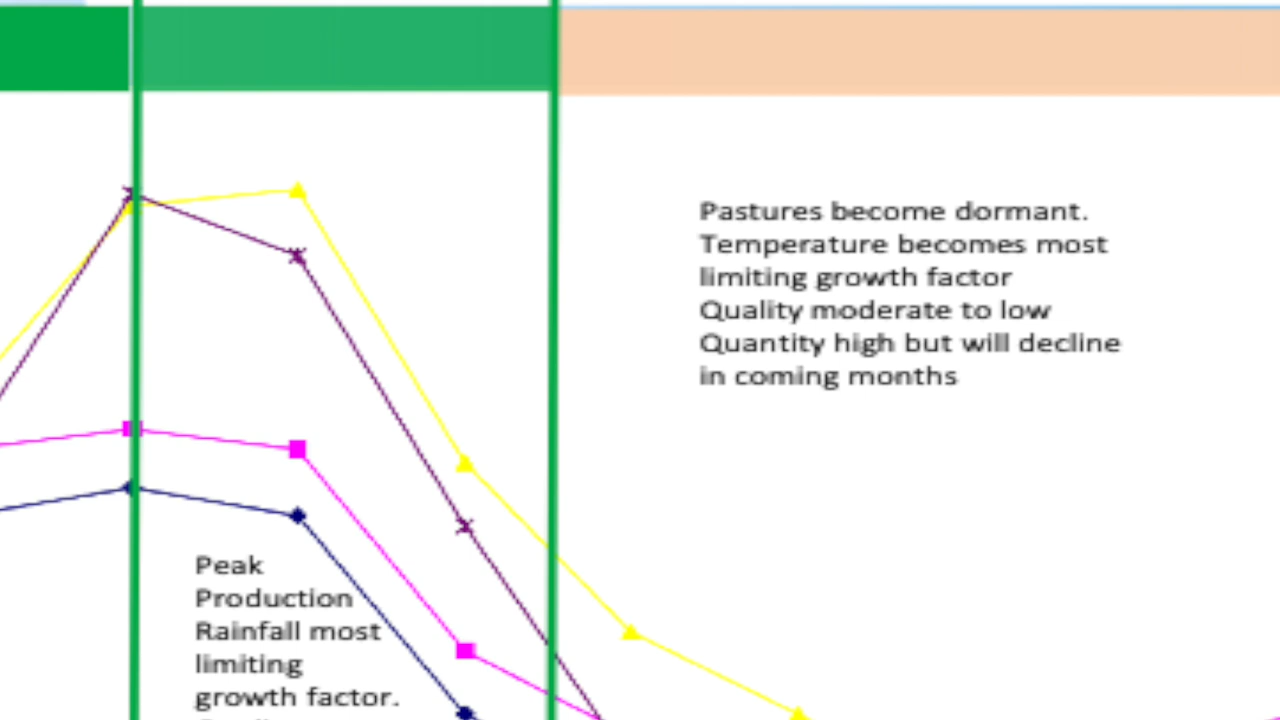 Pastures become dormant.
Temperature becomes most
limiting growth factor
Quality moderate to low
Quantity high but will decline
in coming months
Peak
Production
Rainfall most
limiting
growth factor.